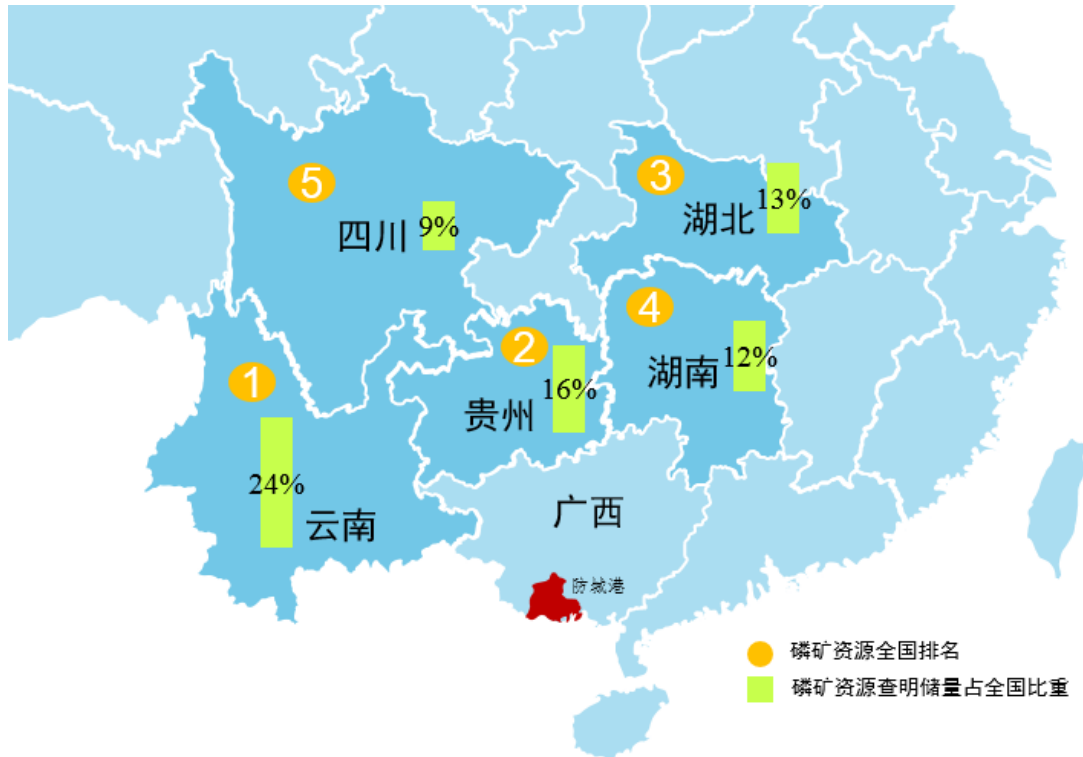 5
四川
9%
3
湖北
13%
4
湖南
12%
2
贵州
16%
1
24%
云南
广西
防城港
磷矿资源全国排名
磷矿资源查明储量占全国比重